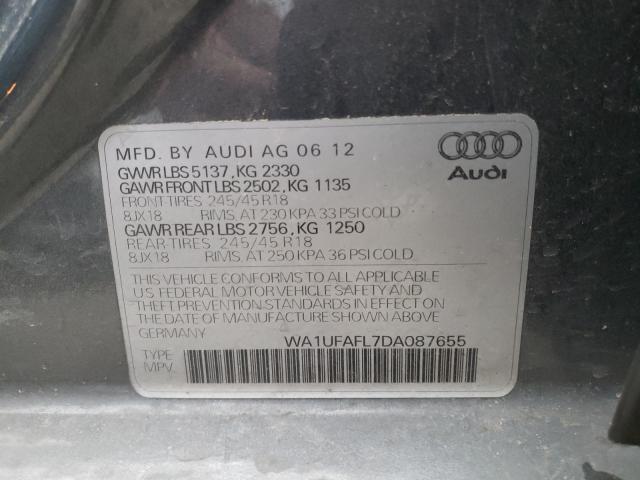 MFD. BY AUDI AG 06 12
GVWR LBS 5137, KG 2330
GAWR FRONT LBS 2502, KG 1135
FRONT-TIRES 245/45 R18
8JX18 RIMS, AT 230 KPA 33 PSI COLD
GAWR REAR LBS 2756, KG 1250
REAR-TIRES 245/45 R18
8JX18 RIMS, AT 250 KPA 36 PSI COLD
Audi
THIS VEHICLE CONFORMS TO ALL APPLICABLE
U.S FEDERAL MOTOR VEHICLE SAFETY AND
THEFT PREVENTION STANDARDS IN EFFECT ON
THE DATE OF MANUFACTURE SHOWN ABOVE.
GERMANY WA1UFAFL7DA087655
TYPE
MPV